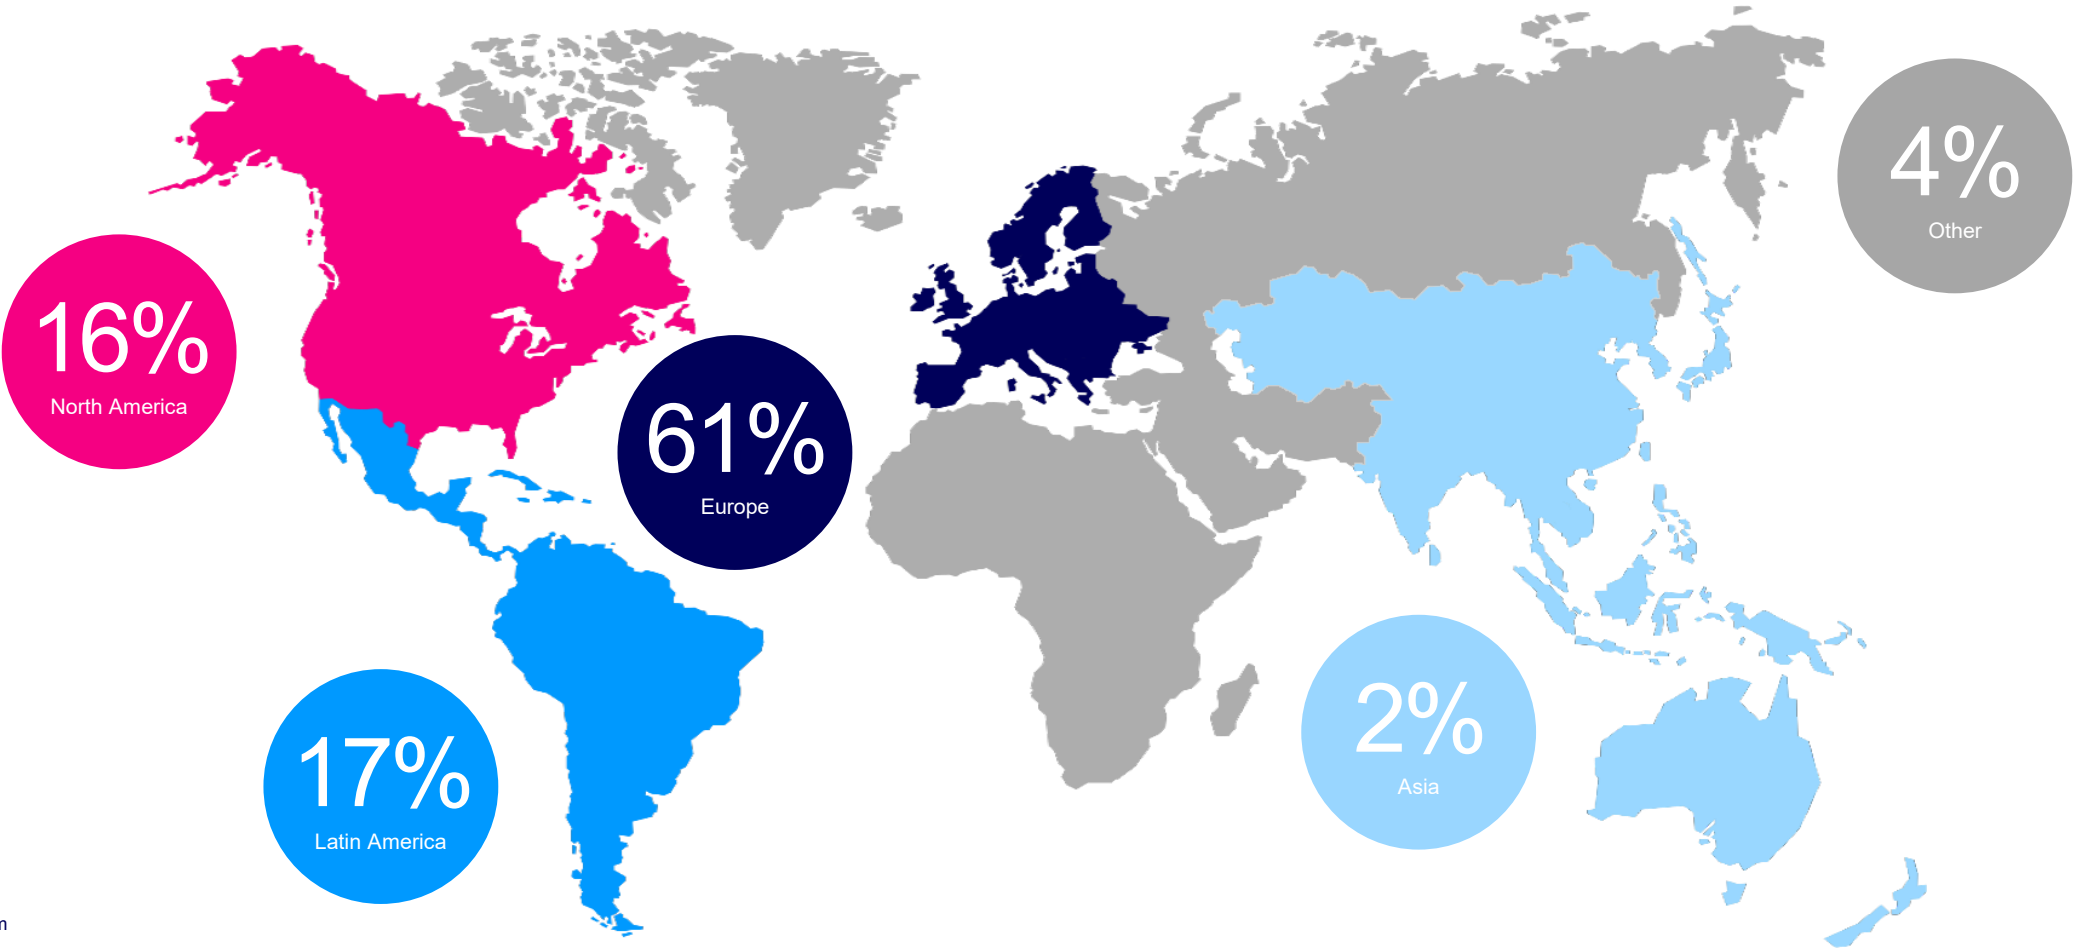 4%
Other
16%
North America
61%
Europe
2%
Asia
17%
Latin America